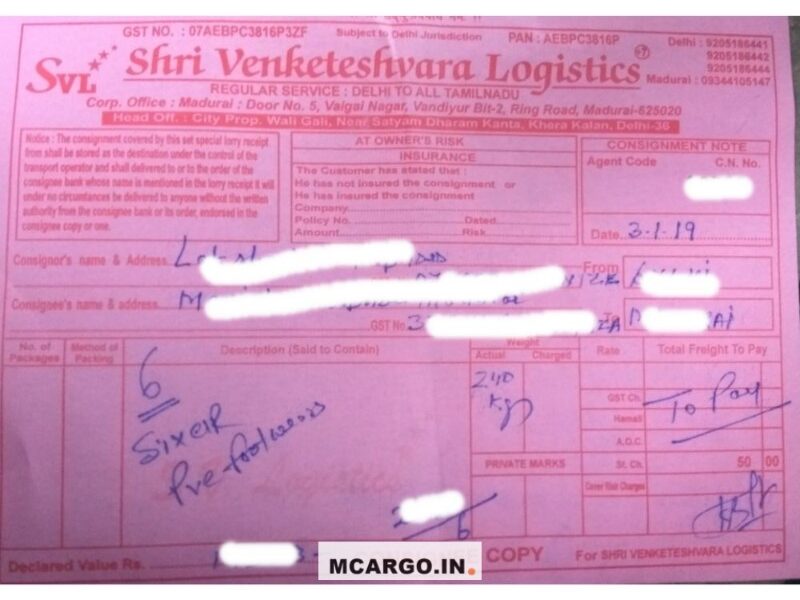 GST NO. : 07AEBPC3816P3ZF Subject to Delhi Jurisdiction PAN : AEBPC3816P Delhi : 9205186441
9205186442
9205186444
Madurai : 09344105147
SVL Shri Venketeshvara Logistics
REGULAR SERVICE : DELHI TO ALL TAMILNADU
Corp. Office : Madurai : Door No. 5, Vaigai Nagar, Vandiyur Bit-2, Ring Road, Madurai-625020
Head Off. : City Prop. Wali Gali, Near Satyam Dharam Kanta, Khera Kalan, Delhi-36
Notice : The consignment covered by this set special lorry receipt
from shall be stored as the destination under the control of the
transport operator and shall delivered to or to the order of the
consignee bank whose name is mentioned in the lorry receipt it will
under no circumstances be delivered to anyone without the written
authority from the consignee bank or its order, endorsed in the
consignee copy or one.
AT OWNER'S RISK
INSURANCE
The Customer has stated that :
He has not insured the consignment or
He has insured the consignment
Company
Policy No. Dated
Amount Risk
CONSIGNMENT NOTE
Agent Code C.N. No.
Date 3-1-19
Consignor's name & Address
From
Consignee's name & address
GST No. To
No. of Packages
Method of Packing
Description (Said to Contain)
Weight
Actual Charged
Rate
Total Freight To Pay
6
Six
240
Kgs
GST Ch.
To Pay
Hamali
A.O.C.
PRIVATE MARKS
St. Ch. 50 00
Cover Risk Charges
6
Declared Value Rs.
COPY
For SHRI VENKETESHVARA LOGISTICS
MCARGO.IN.